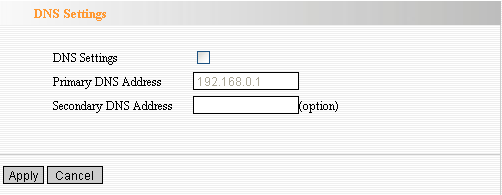 DNS Settings
DNS Settings
Primary DNS Address 192.168.0.1
Secondary DNS Address (option)
Apply Cancel